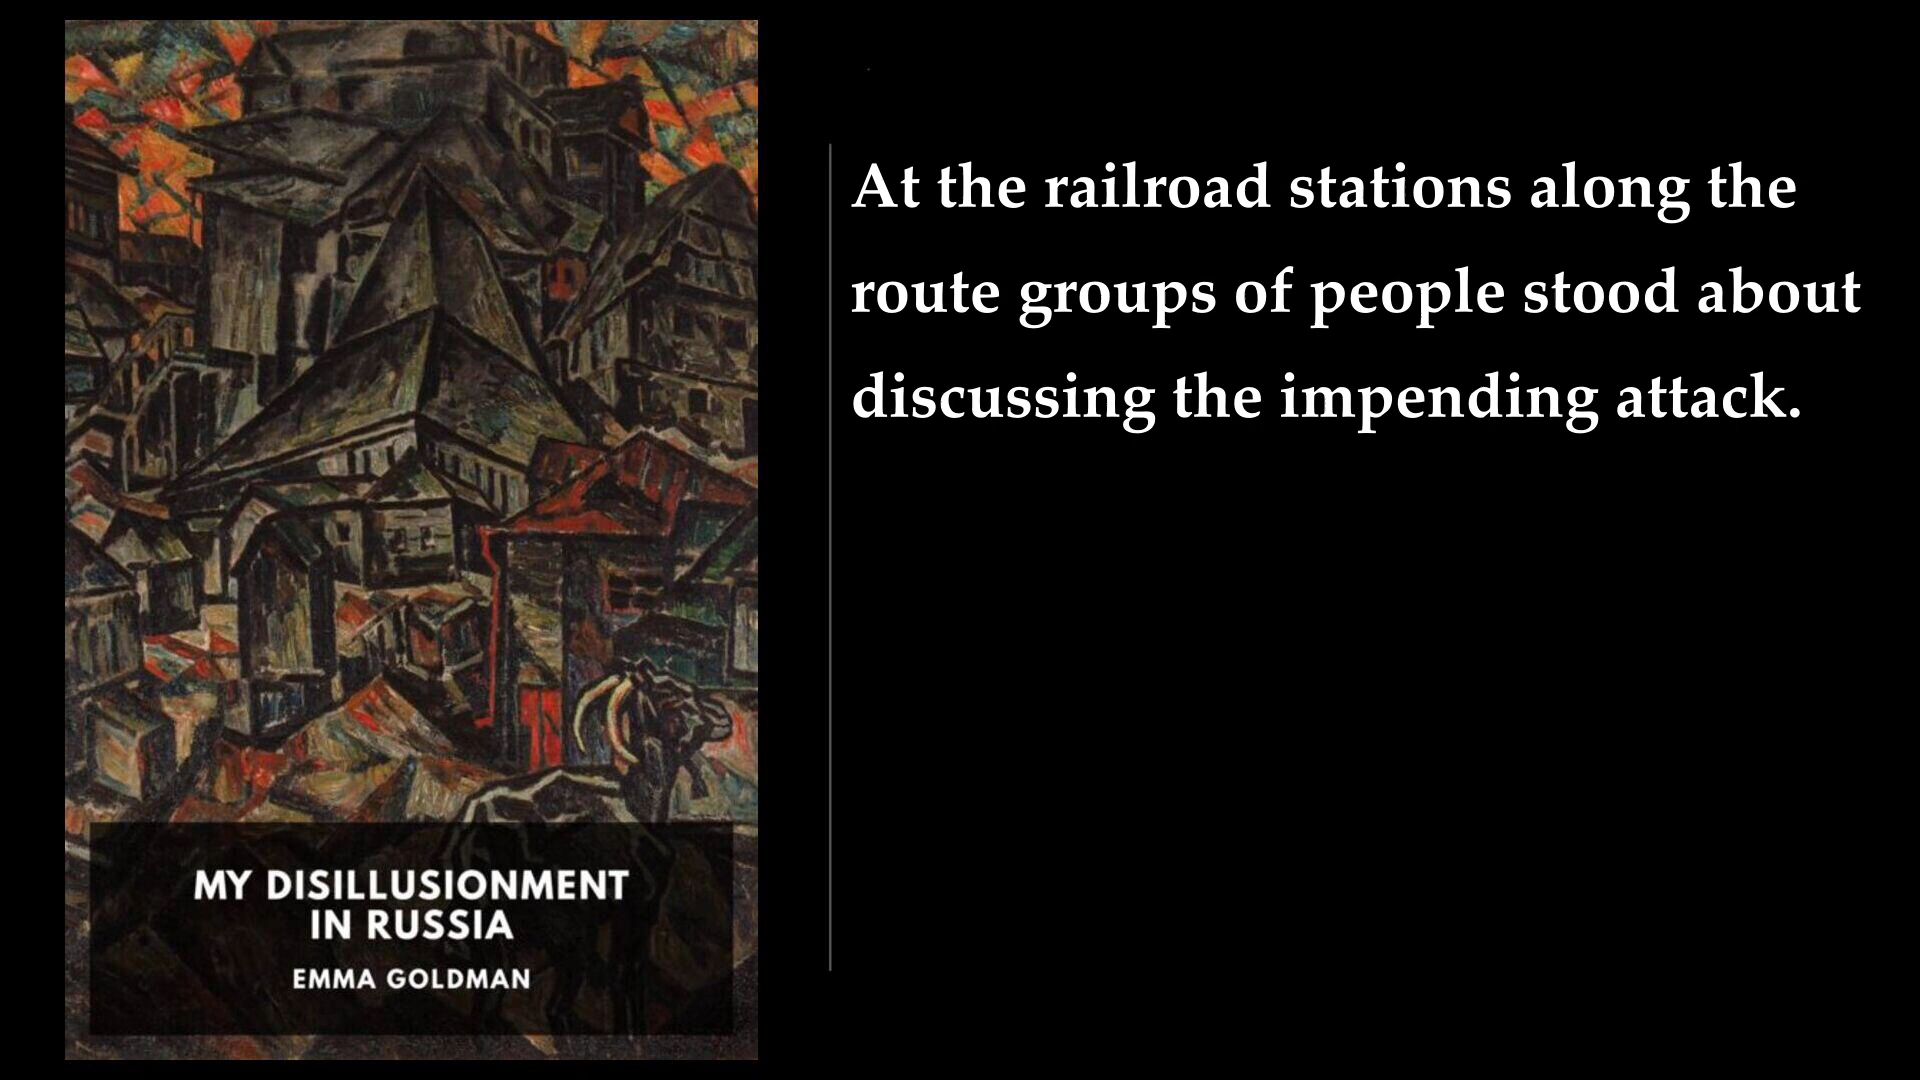 MY DISILLUSIONMENT
IN RUSSIA
EMMA GOLDMAN
At the railroad stations along the
route groups of people stood about
discussing the impending attack.